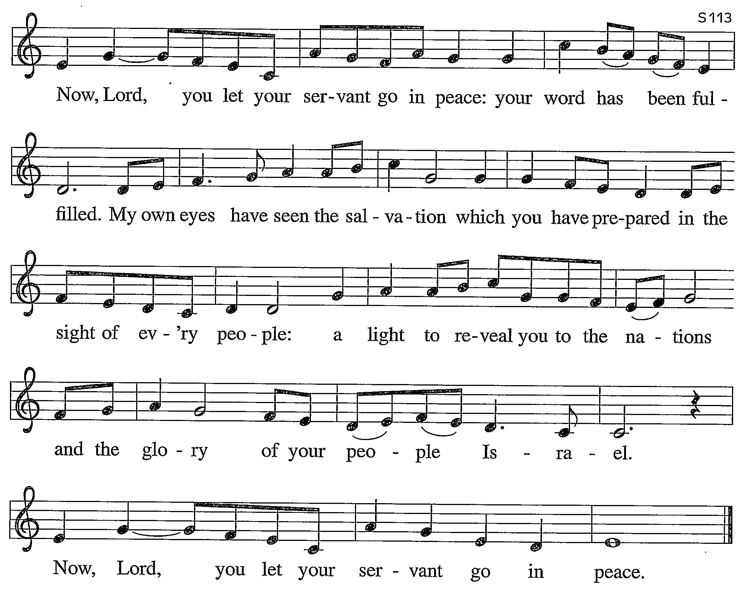 S113
Now, Lord, you let your ser-vant go in peace: your word has been ful-
filled. My own eyes have seen the sal-va-tion which you have pre-pared in the
sight of ev-'ry peo-ple: a light to re-veal you to the na-tions
and the glo-ry of your peo-ple Is-ra-el.
Now, Lord, you let your ser-vant go in peace.